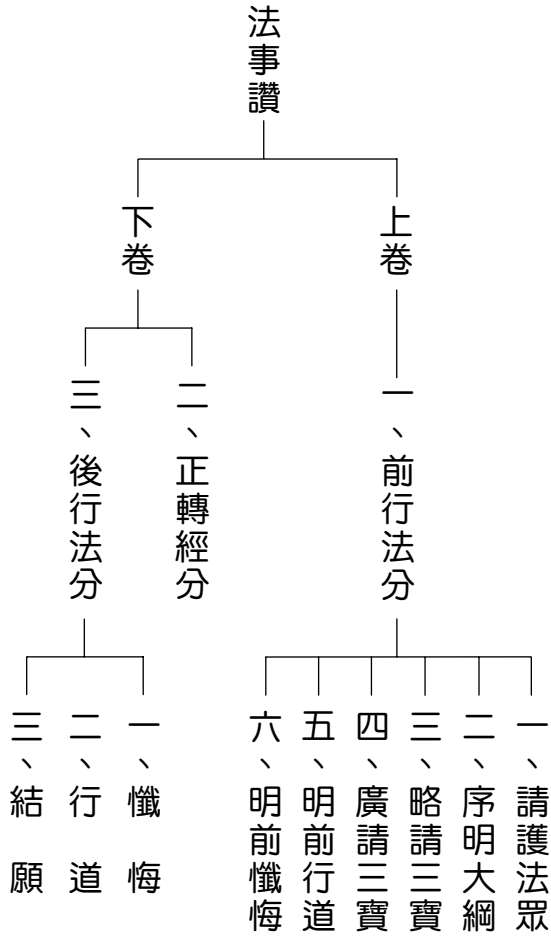 法事讚
上卷
一、前行法分
一、請護法眾
二、序明大綱
三、略請三寶
四、廣請三寶
五、明前行道
六、明前懺悔
下卷
二、正轉經分
三、後行法分
一、懺悔
二、行道
三、結願